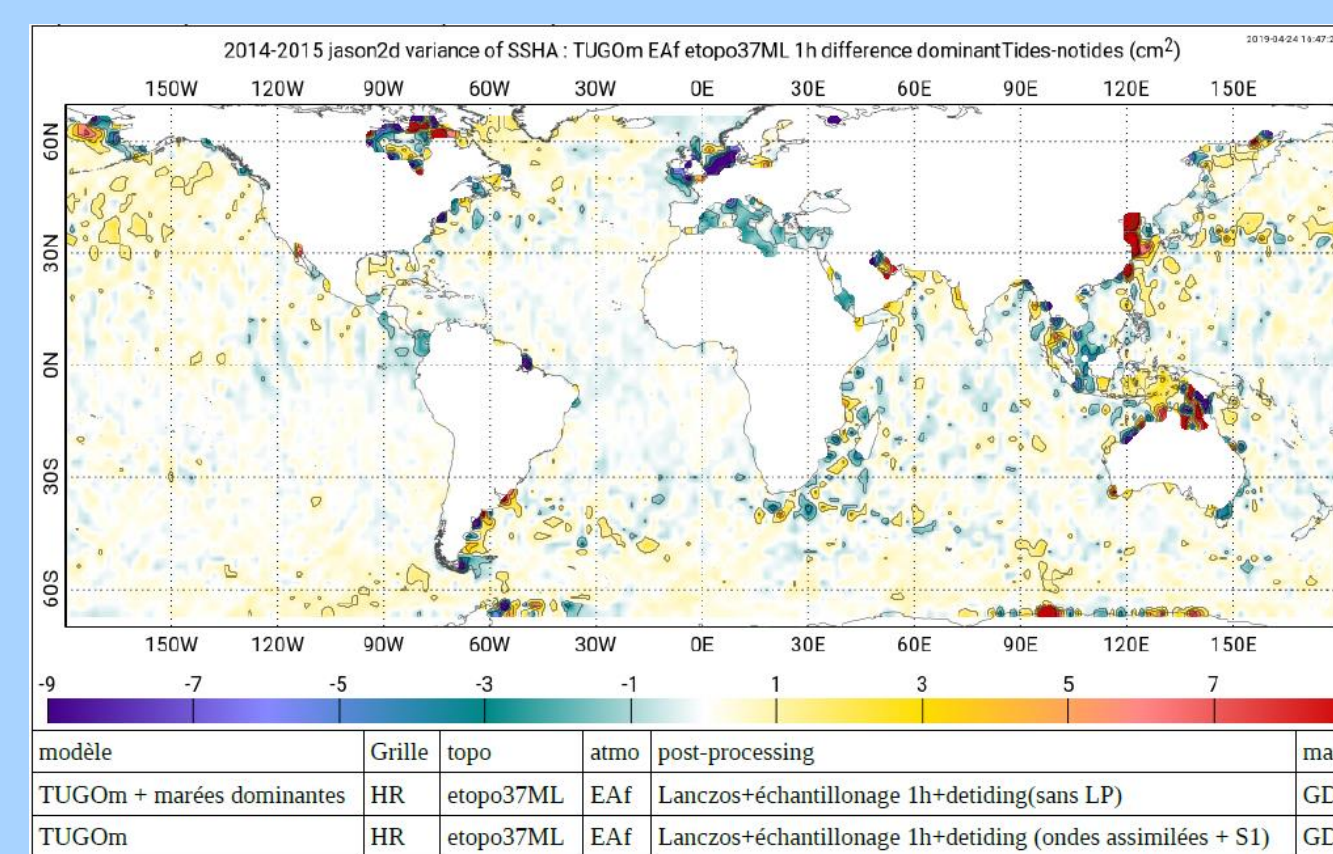 2014-2015 jason2d variance of SSHA : TUGOm EAf etopo37ML 1h difference dominantTides-notides (cm²)
2019-04-24 16:47:2
150W 120W 90W 60W 30W 0E 30E 60E 90E 120E 150E
60N
30N
0N
30S
60S
150W 120W 90W 60W 30W 0E 30E 60E 90E 120E 150E
-9 -7 -5 -3 -1 1 3 5 7
modèle Grille topo atmo post-processing ma
TUGOm + marées dominantes HR etopo37ML EAf Lanczos+échantillonage 1h+detiding(sans LP) GD
TUGOm HR etopo37ML EAf Lanczos+échantillonage 1h+detiding (ondes assimilées + S1) GD